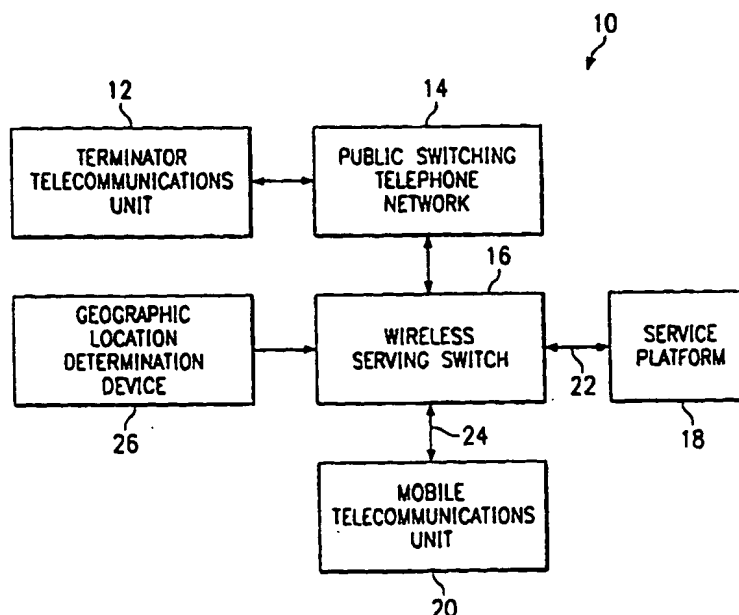 10
12
TERMINATOR
TELECOMMUNICATIONS
UNIT
14
PUBLIC SWITCHING
TELEPHONE
NETWORK
GEOGRAPHIC
LOCATION
DETERMINATION
DEVICE
26
16
WIRELESS
SERVING SWITCH
22
SERVICE
PLATFORM
18
24
MOBILE
TELECOMMUNICATIONS
UNIT
20